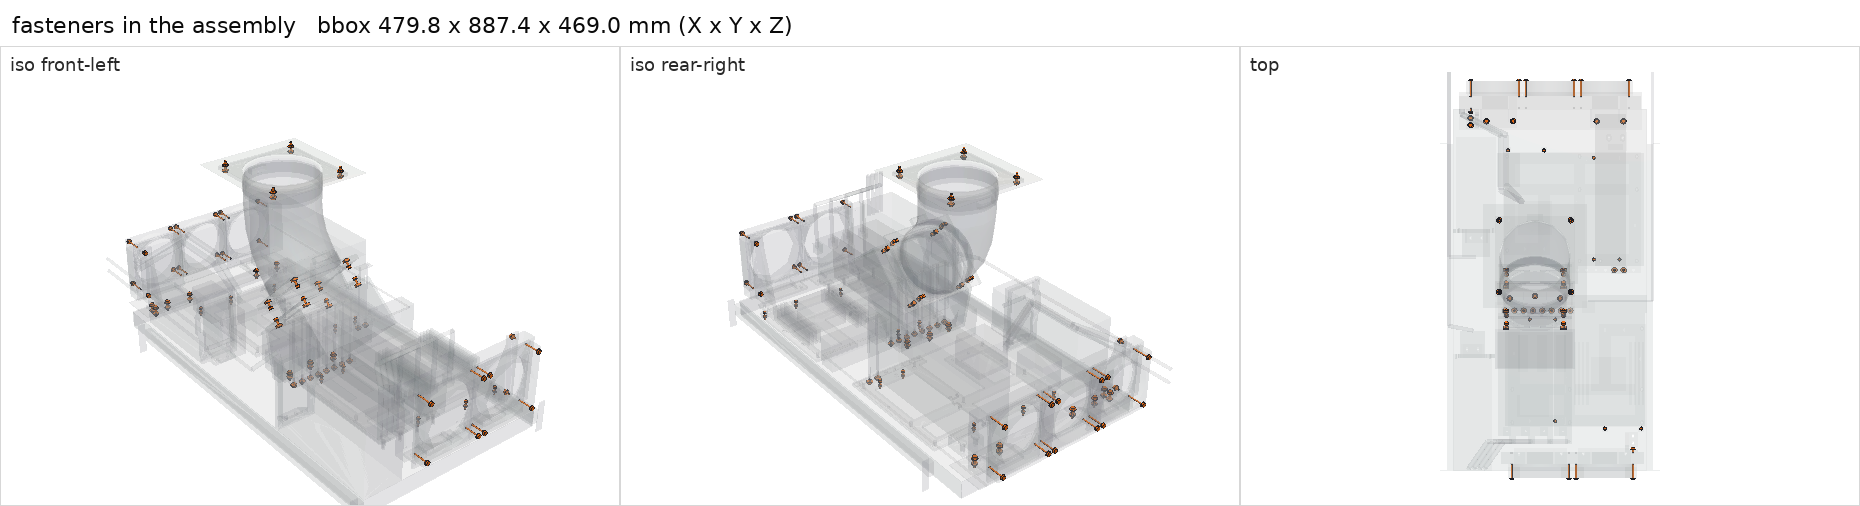 fasteners in the assembly   bbox 479.8 x 887.4 x 469.0 mm (X x Y x Z)
iso front-left
iso rear-right
top